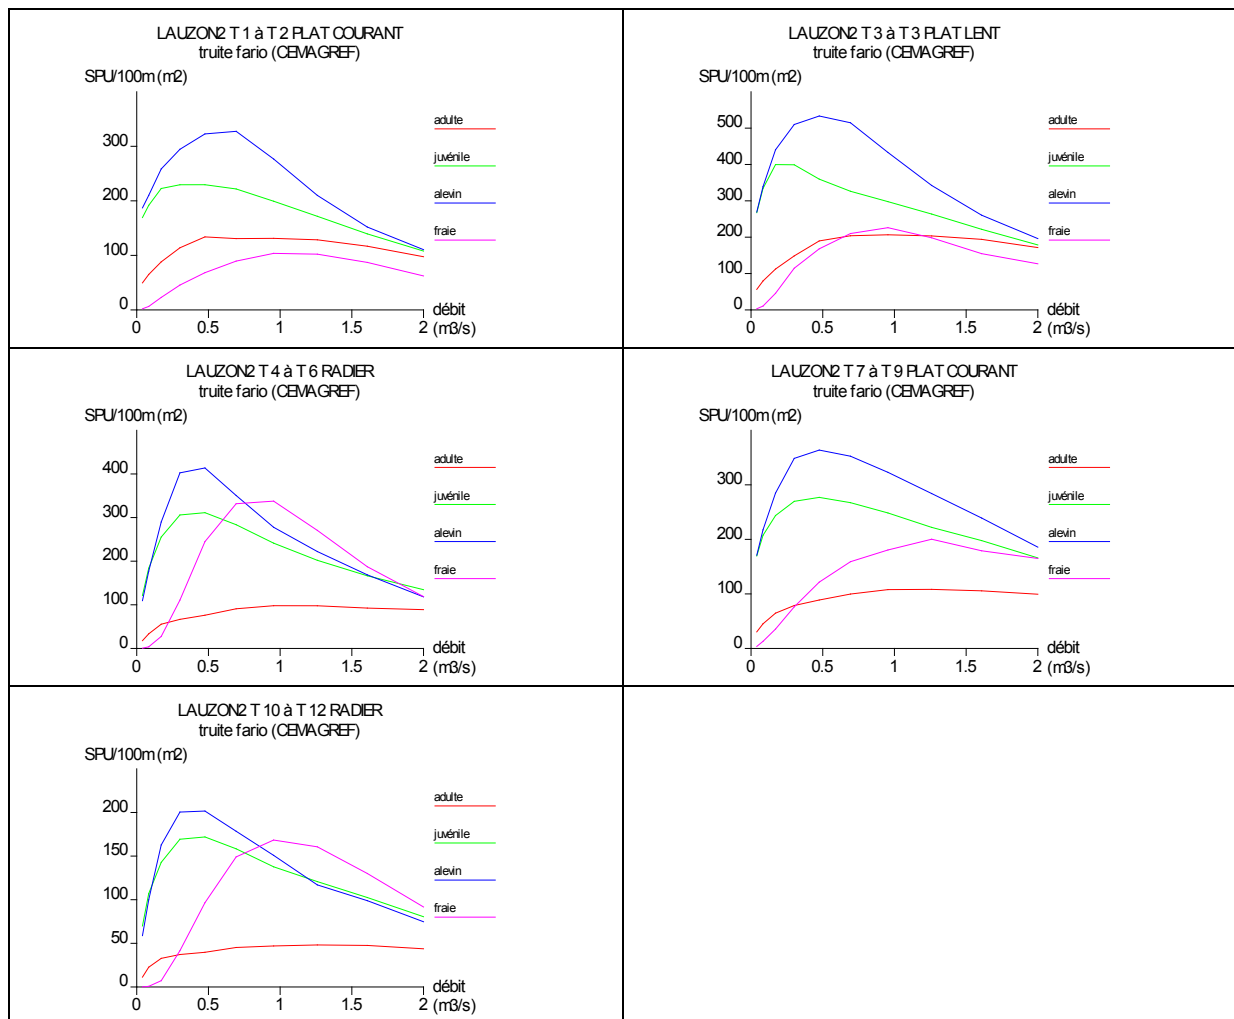 LAUZON2 T 1 à T 2 PLAT COURANT
truite fario (CEMAGREF)
SPU/100m (m2)
300
200
100
0
0 0.5 1 1.5 2
débit
(m3/s)
adulte
juvénile
alevin
fraie
LAUZON2 T 3 à T 3 PLAT LENT
truite fario (CEMAGREF)
SPU/100m (m2)
500
400
300
200
100
0
0 0.5 1 1.5 2
débit
(m3/s)
adulte
juvénile
alevin
fraie
LAUZON2 T 4 à T 6 RADIER
truite fario (CEMAGREF)
SPU/100m (m2)
400
300
200
100
0
0 0.5 1 1.5 2
débit
(m3/s)
adulte
juvénile
alevin
fraie
LAUZON2 T 7 à T 9 PLAT COURANT
truite fario (CEMAGREF)
SPU/100m (m2)
300
200
100
0
0 0.5 1 1.5 2
débit
(m3/s)
adulte
juvénile
alevin
fraie
LAUZON2 T 10 à T 12 RADIER
truite fario (CEMAGREF)
SPU/100m (m2)
200
150
100
50
0
0 0.5 1 1.5 2
débit
(m3/s)
adulte
juvénile
alevin
fraie